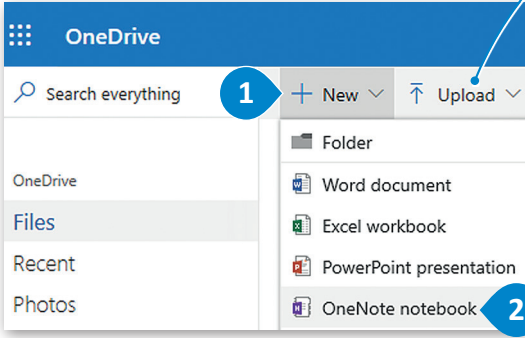 OneDrive
Search everything
1
New
Upload
Folder
OneDrive
Word document
Files
Excel workbook
Recent
PowerPoint presentation
Photos
OneNote notebook
2